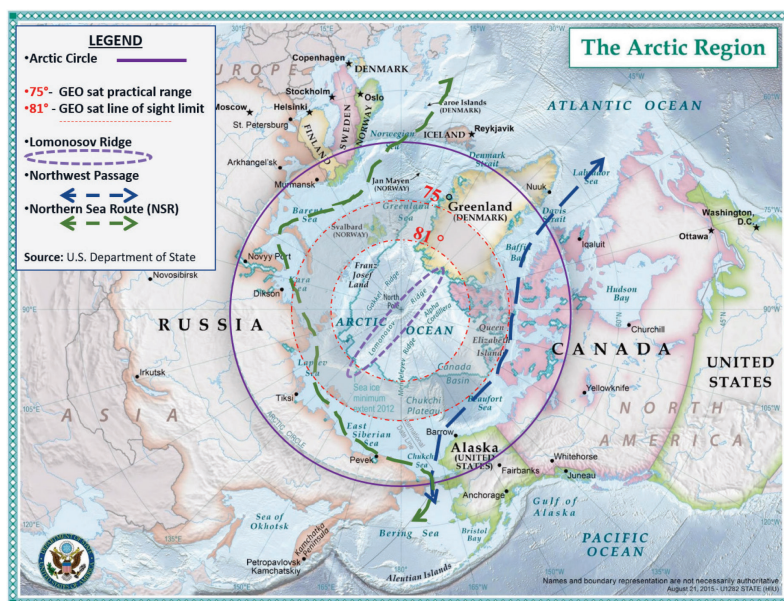 LEGEND
•Arctic Circle
•75°- GEO sat practical range
•81°- GEO sat line of sight limit
•Lomonosov Ridge
•Northwest Passage
•Northern Sea Route (NSR)
Source: U.S. Department of State
The Arctic Region
EUROPE
Copenhagen
DENMARK
Stockholm
Oslo
Helsinki
Moscow
St. Petersburg
FINLAND
SWEDEN
NORWAY
Norwegian
Sea
Faroe Islands
(DENMARK)
ICELAND
Reykjavik
ATLANTIC OCEAN
Denmark
Strait
Labrador
Sea
Arkhangel'sk
Murmansk
Jan Mayen
(NORWAY)
75
Greenland
(DENMARK)
Nuuk
Davis
Strait
Barents
Sea
Svalbard
(NORWAY)
Greenland
Sea
81°
Baffin
Bay
Iqaluit
Washington,
D.C.
Ottawa
Novyy Port
Novosibirsk
Dikson
Kara
Sea
Franz
Josef
Land
Gakkel Ridge
North
Pole
Lomonosov Ridge
Alpha
Cordillera
Hudson
Bay
Churchill
RUSSIA
ARCTIC
OCEAN
Queen
Elizabeth
Islands
CANADA
UNITED
STATES
Irkutsk
Laptev
Sea
Mendeleyev Ridge
Canada
Basin
Yellowknife
ASIA
Tiksi
Sea ice
minimum
extent 2012
Chukchi
Plateau
Beaufort
Sea
NORTH
AMERICA
ARCTIC CIRCLE
East
Siberian
Sea
Barrow
Alaska
(UNITED
STATES)
Whitehorse
Pevek
Chukchi
Sea
Fairbanks
Juneau
Anchorage
Gulf of
Alaska
Sea of
Okhotsk
Kamchatka
Peninsula
Bering Sea
Bristol
Bay
PACIFIC
OCEAN
Petropavlovsk
Kamchatskiy
Aleutian Islands
Names and boundary representation are not necessarily authoritative
August 21, 2015 - U1282 STATE (HIU)